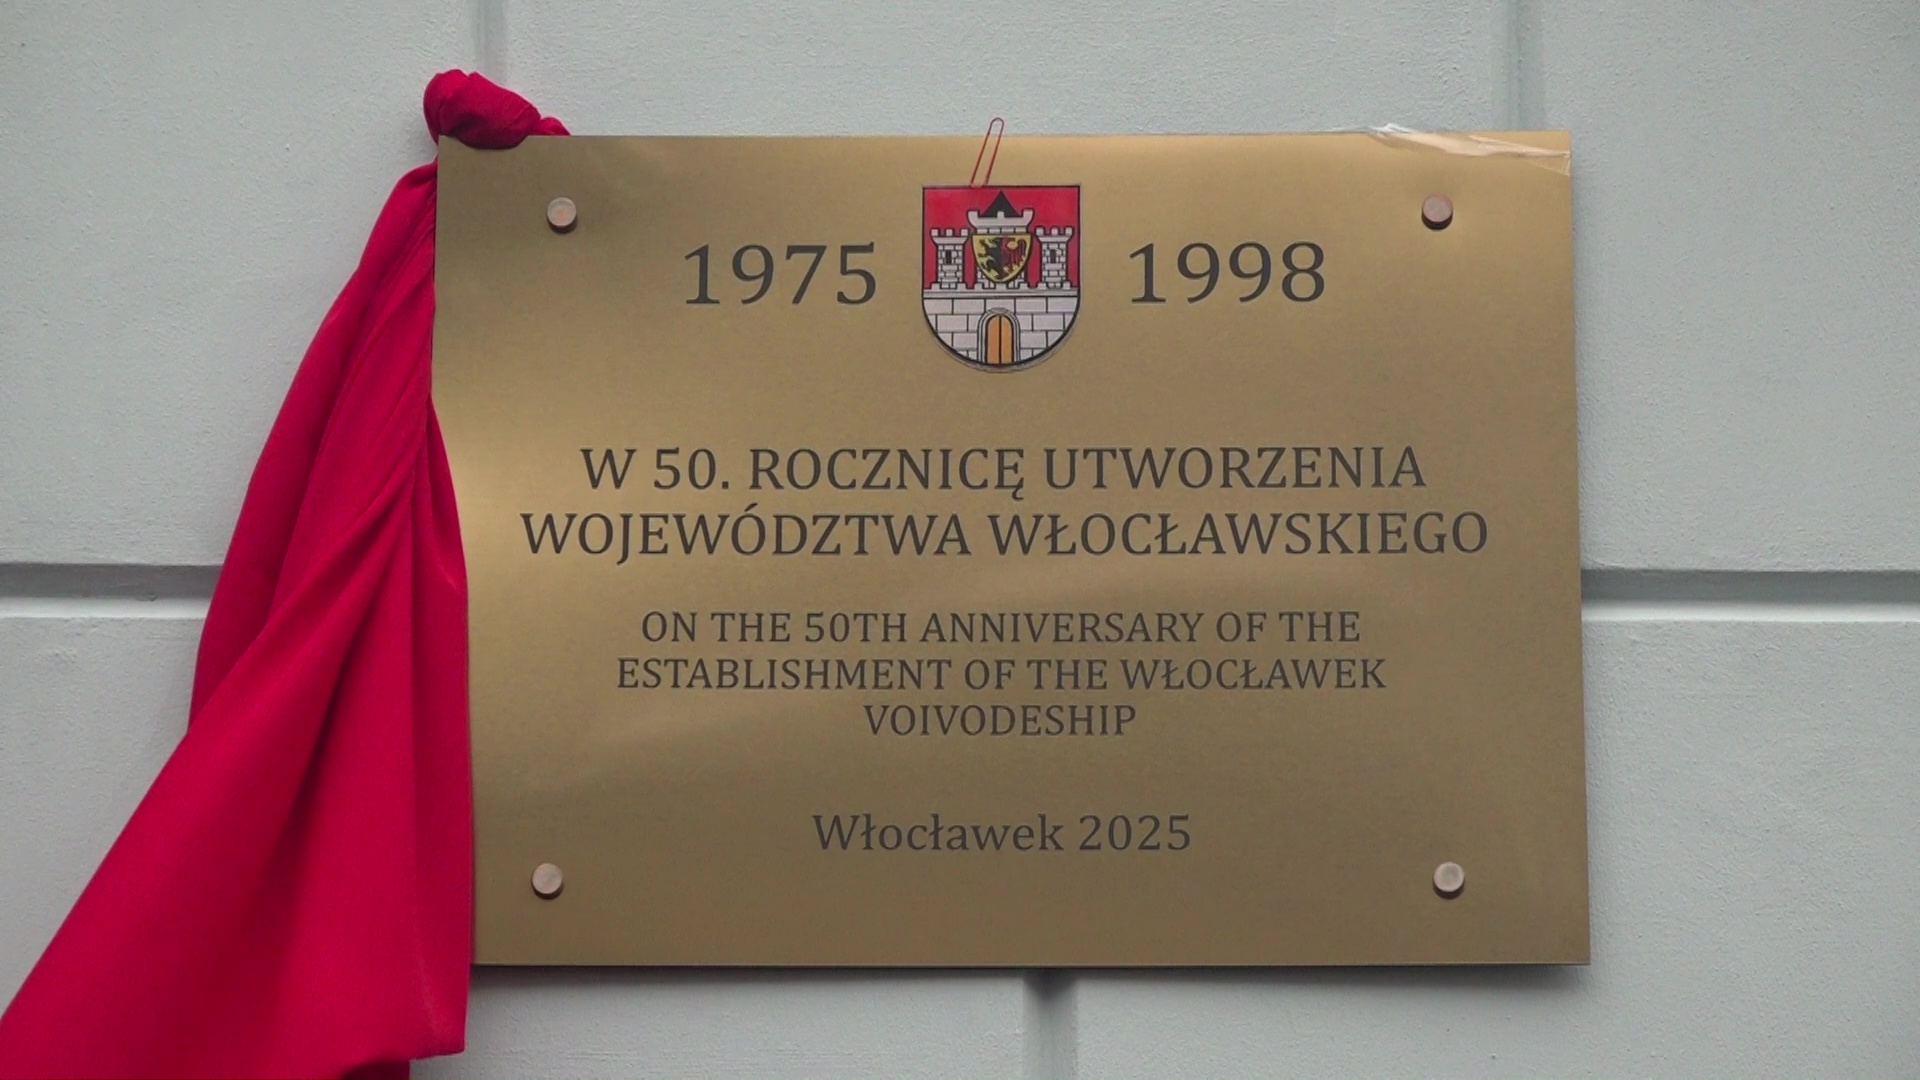 1975 1998
W 50. ROCZNICĘ UTWORZENIA
WOJEWÓDZTWA WŁOCŁAWSKIEGO
ON THE 50TH ANNIVERSARY OF THE
ESTABLISHMENT OF THE WŁOCŁAWEK
VOIVODESHIP
Włocławek 2025